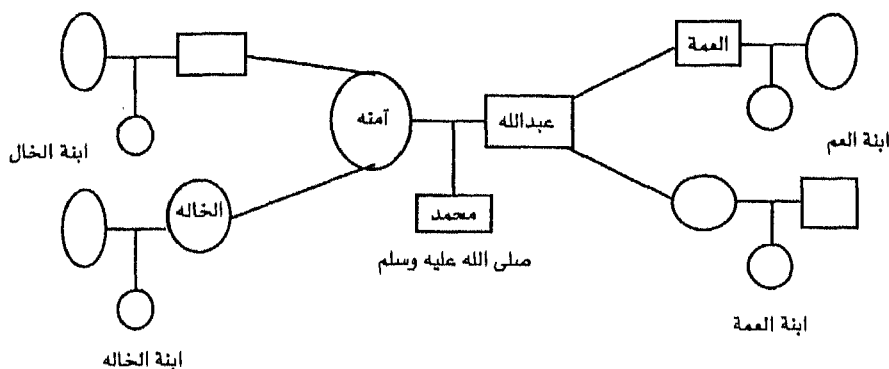 العمة
آمنه
عبدالله
ابنة الخال
ابنة العم
الخاله
محمد
صلى الله عليه وسلم
ابنة العمة
ابنة الخاله